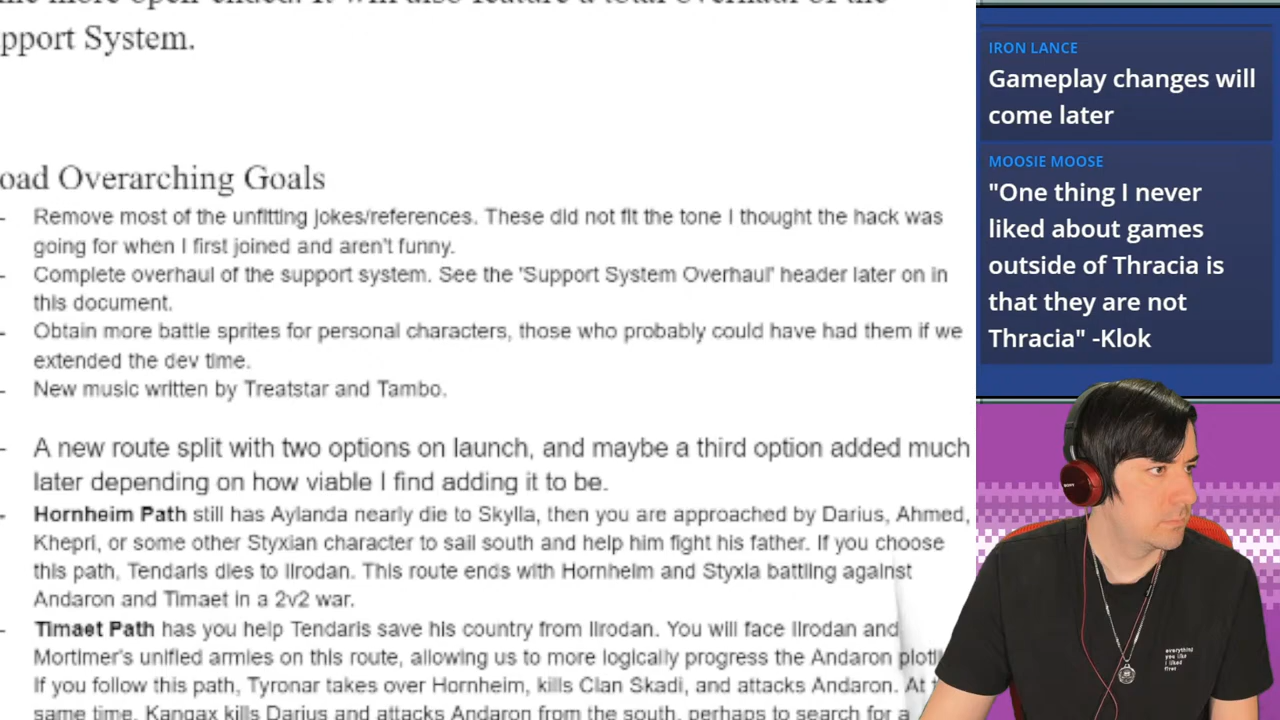 pport System.
oad Overarching Goals
- Remove most of the unfitting jokes/references. These did not fit the tone I thought the hack was
going for when I first joined and aren't funny.
- Complete overhaul of the support system. See the 'Support System Overhaul' header later on in
this document.
- Obtain more battle sprites for personal characters, those who probably could have had them if we
extended the dev time.
- New music written by Treatstar and Tambo.
- A new route split with two options on launch, and maybe a third option added much
later depending on how viable I find adding it to be.
- Hornheim Path still has Aylanda nearly die to Skylla, then you are approached by Darius, Ahmed,
Khepri, or some other Styxian character to sail south and help him fight his father. If you choose
this path, Tendaris dies to Ilrodan. This route ends with Hornheim and Styxia battling against
Andaron and Timaet in a 2v2 war.
- Timaet Path has you help Tendaris save his country from Ilrodan. You will face Ilrodan and
Mortimer's unified armies on this route, allowing us to more logically progress the Andaron
If you follow this path, Tyronar takes over Hornheim, kills Clan Skadi, and attacks Andaron. At
same time, Kangax kills Darius and attacks Andaron from the south, perhaps to search for a
IRON LANCE
Gameplay changes will
come later
MOOSIE MOOSE
"One thing I never
liked about games
outside of Thracia is
that they are not
Thracia" -Klok
everything
you like
i liked
first